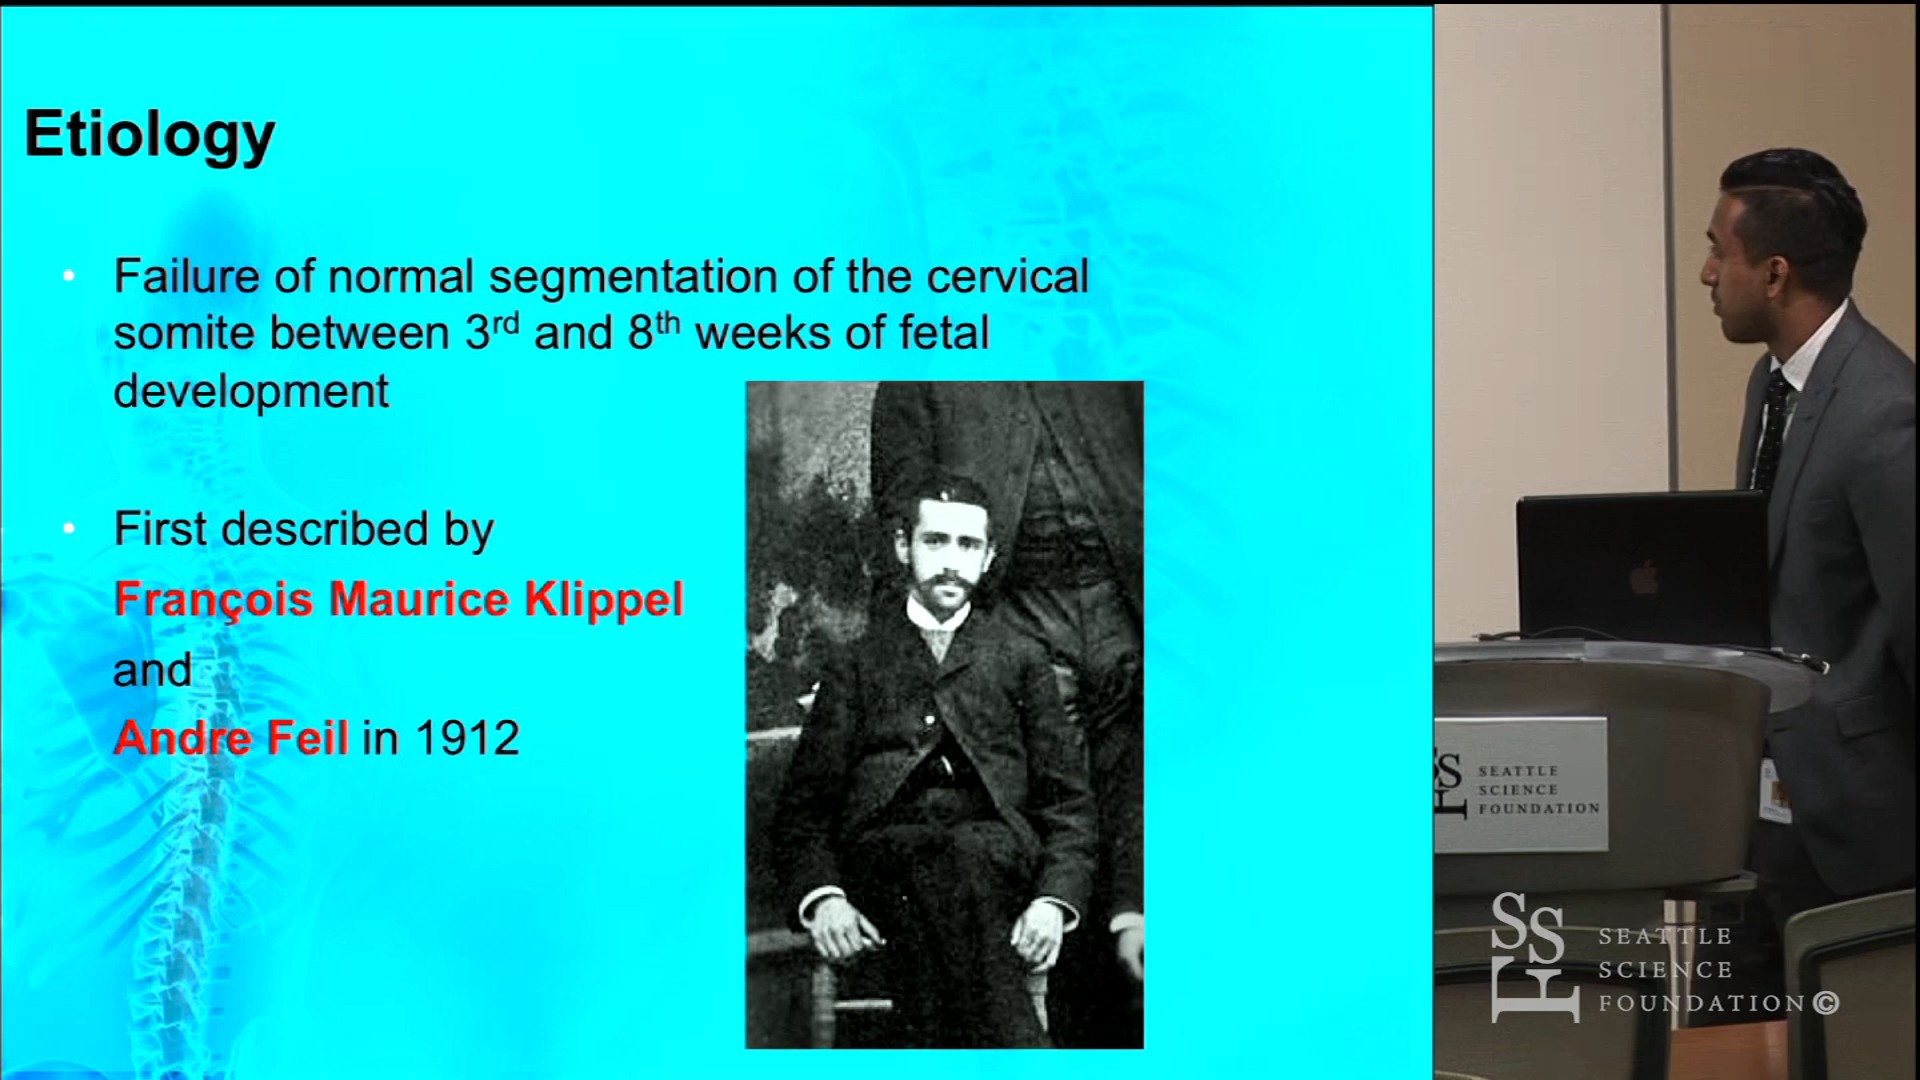 Etiology
• Failure of normal segmentation of the cervical
somite between 3rd and 8th weeks of fetal
development
• First described by
François Maurice Klippel
and
Andre Feil in 1912
SEATTLE
SCIENCE
FOUNDATION
SSF
SEATTLE
SCIENCE
FOUNDATION©